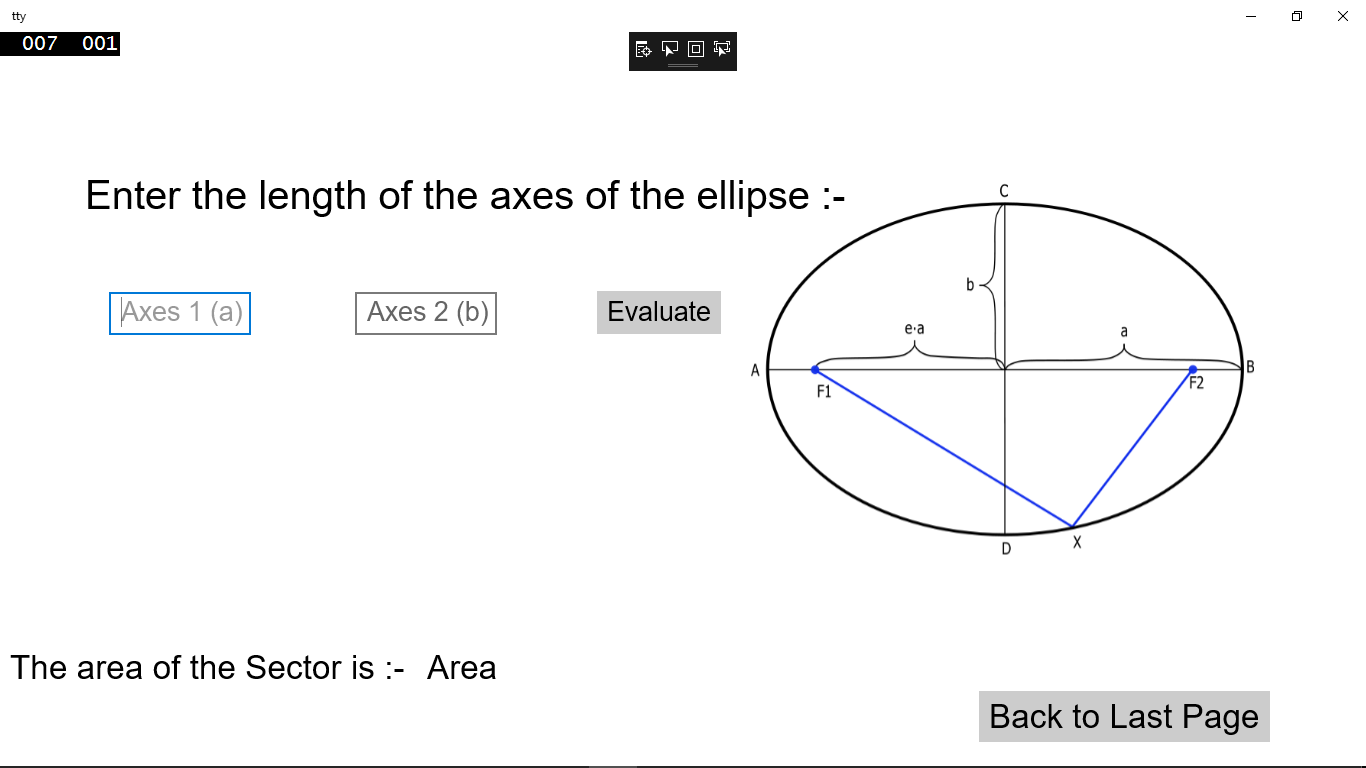 tty
007 001
Enter the length of the axes of the ellipse :-
Axes 1 (a) Axes 2 (b) Evaluate
C
b
e·a
a
A
B
F1
F2
D
X
The area of the Sector is :- Area
Back to Last Page